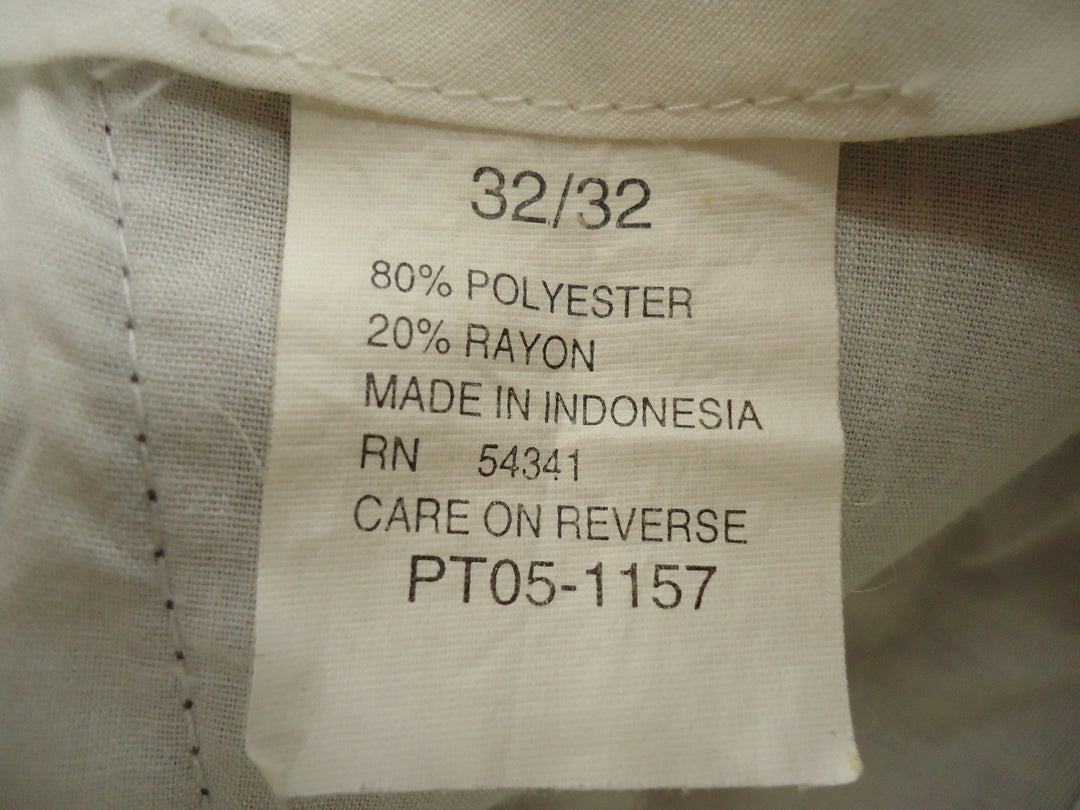 32/32
80% POLYESTER
20% RAYON
MADE IN INDONESIA
RN 54341
CARE ON REVERSE
PT05-1157